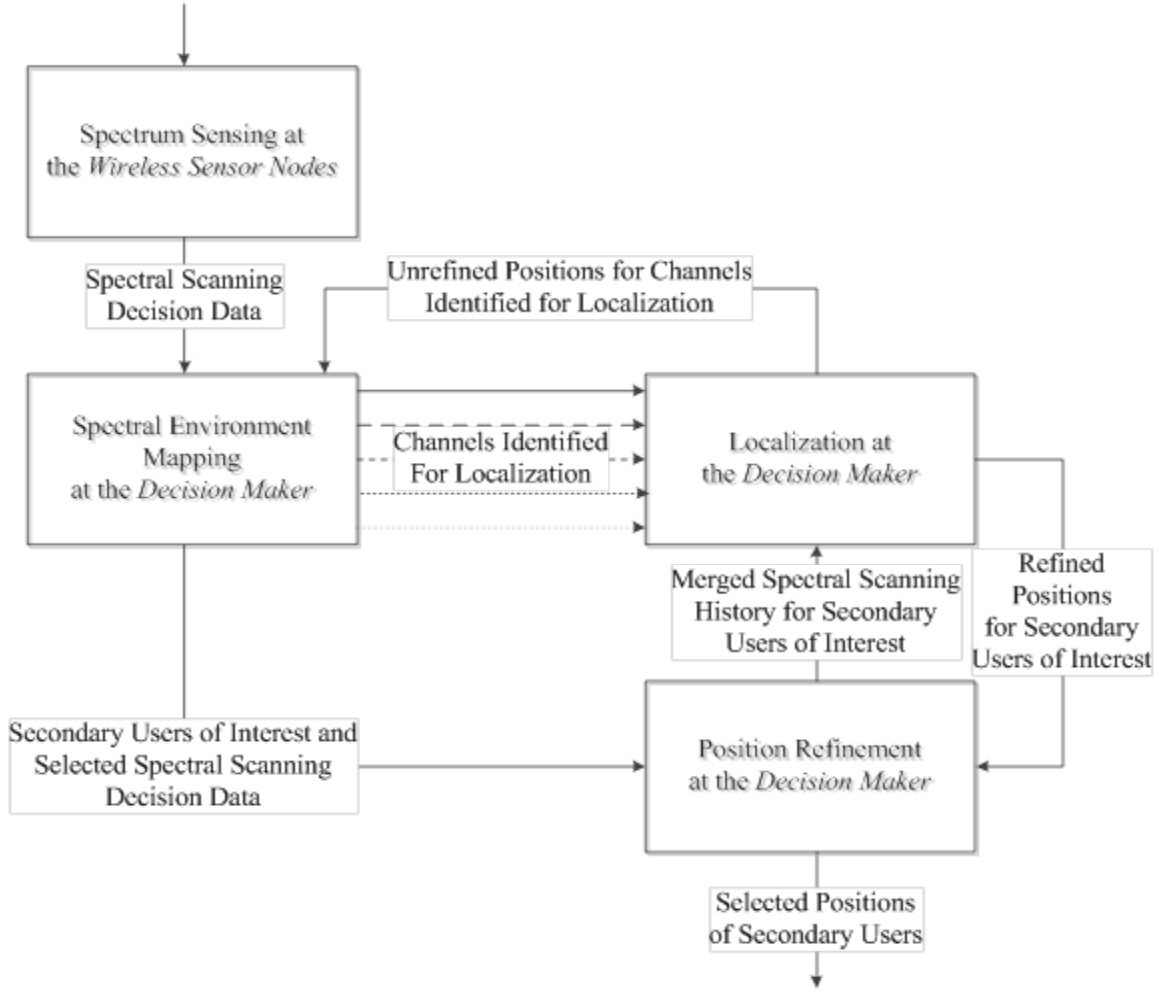 Spectrum Sensing at
the Wireless Sensor Nodes
Spectral Scanning
Decision Data
Unrefined Positions for Channels
Identified for Localization
Spectral Environment
Mapping
at the Decision Maker
Channels Identified
For Localization
Localization at
the Decision Maker
Merged Spectral Scanning
History for Secondary
Users of Interest
Refined
Positions
for Secondary
Users of Interest
Secondary Users of Interest and
Selected Spectral Scanning
Decision Data
Position Refinement
at the Decision Maker
Selected Positions
of Secondary Users